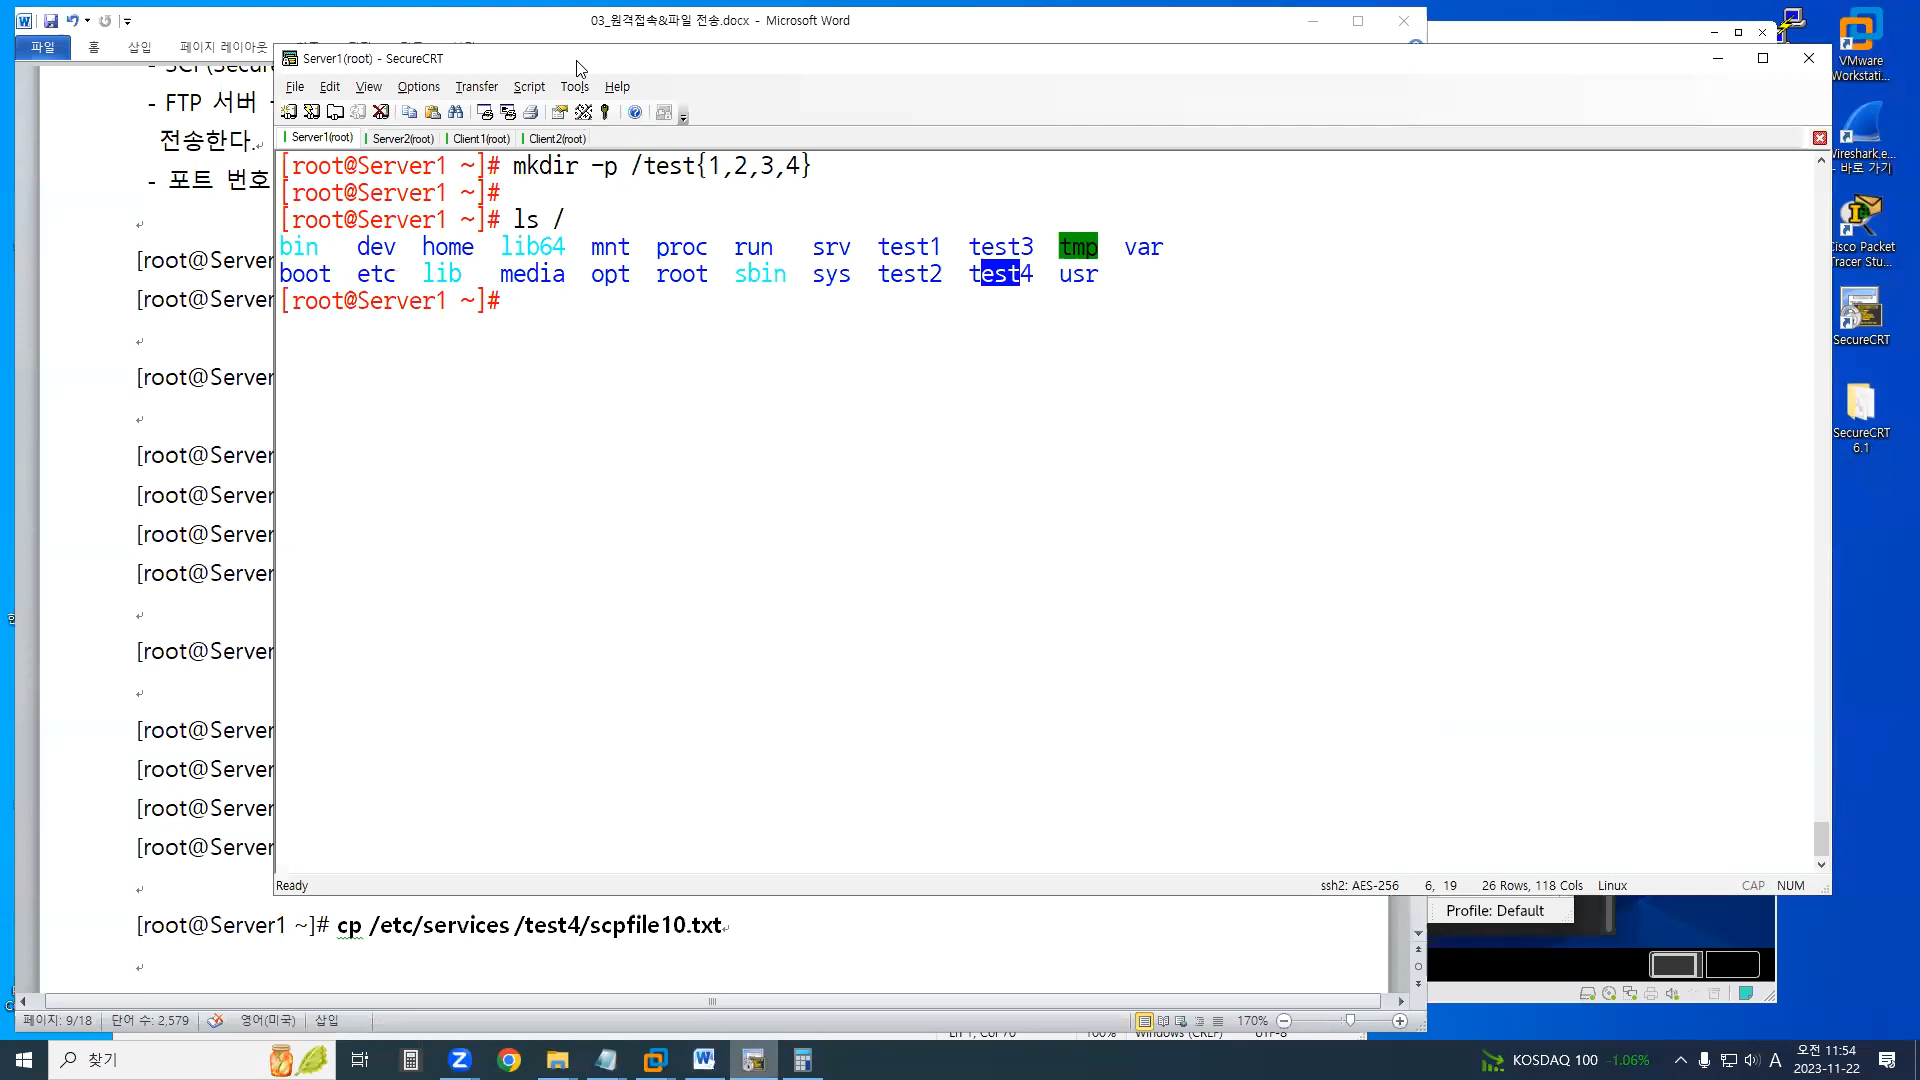 03_원격접속&파일 전송.docx - Microsoft Word
파일 홈 삽입 페이지 레이아웃
- FTP 서버
전송한다.
- 포트 번호
[root@Server
[root@Server
[root@Server
[root@Server
[root@Server
[root@Server
[root@Server
[root@Server
[root@Server
[root@Server
[root@Server
[root@Server
[root@Server1 ~]# cp /etc/services /test4/scpfile10.txt
페이지: 9/18 단어 수: 2,579 영어(미국) 삽입 170%
Server1(root) - SecureCRT
File Edit View Options Transfer Script Tools Help
Server1(root) Server2(root) Client1(root) Client2(root)
[root@Server1 ~]# mkdir -p /test{1,2,3,4}
[root@Server1 ~]#
[root@Server1 ~]# ls /
bin dev home lib64 mnt proc run srv test1 test3 tmp var
boot etc lib media opt root sbin sys test2 test4 usr
[root@Server1 ~]#
Ready ssh2: AES-256 6, 19 26 Rows, 118 Cols Linux CAP NUM
Profile: Default
VMware
Workstati...
Wireshark.e...
- 바로 가기
Cisco Packet
Tracer Stu...
SecureCRT
SecureCRT
6.1
찾기
KOSDAQ 100 -1.06%
A
오전 11:54
2023-11-22